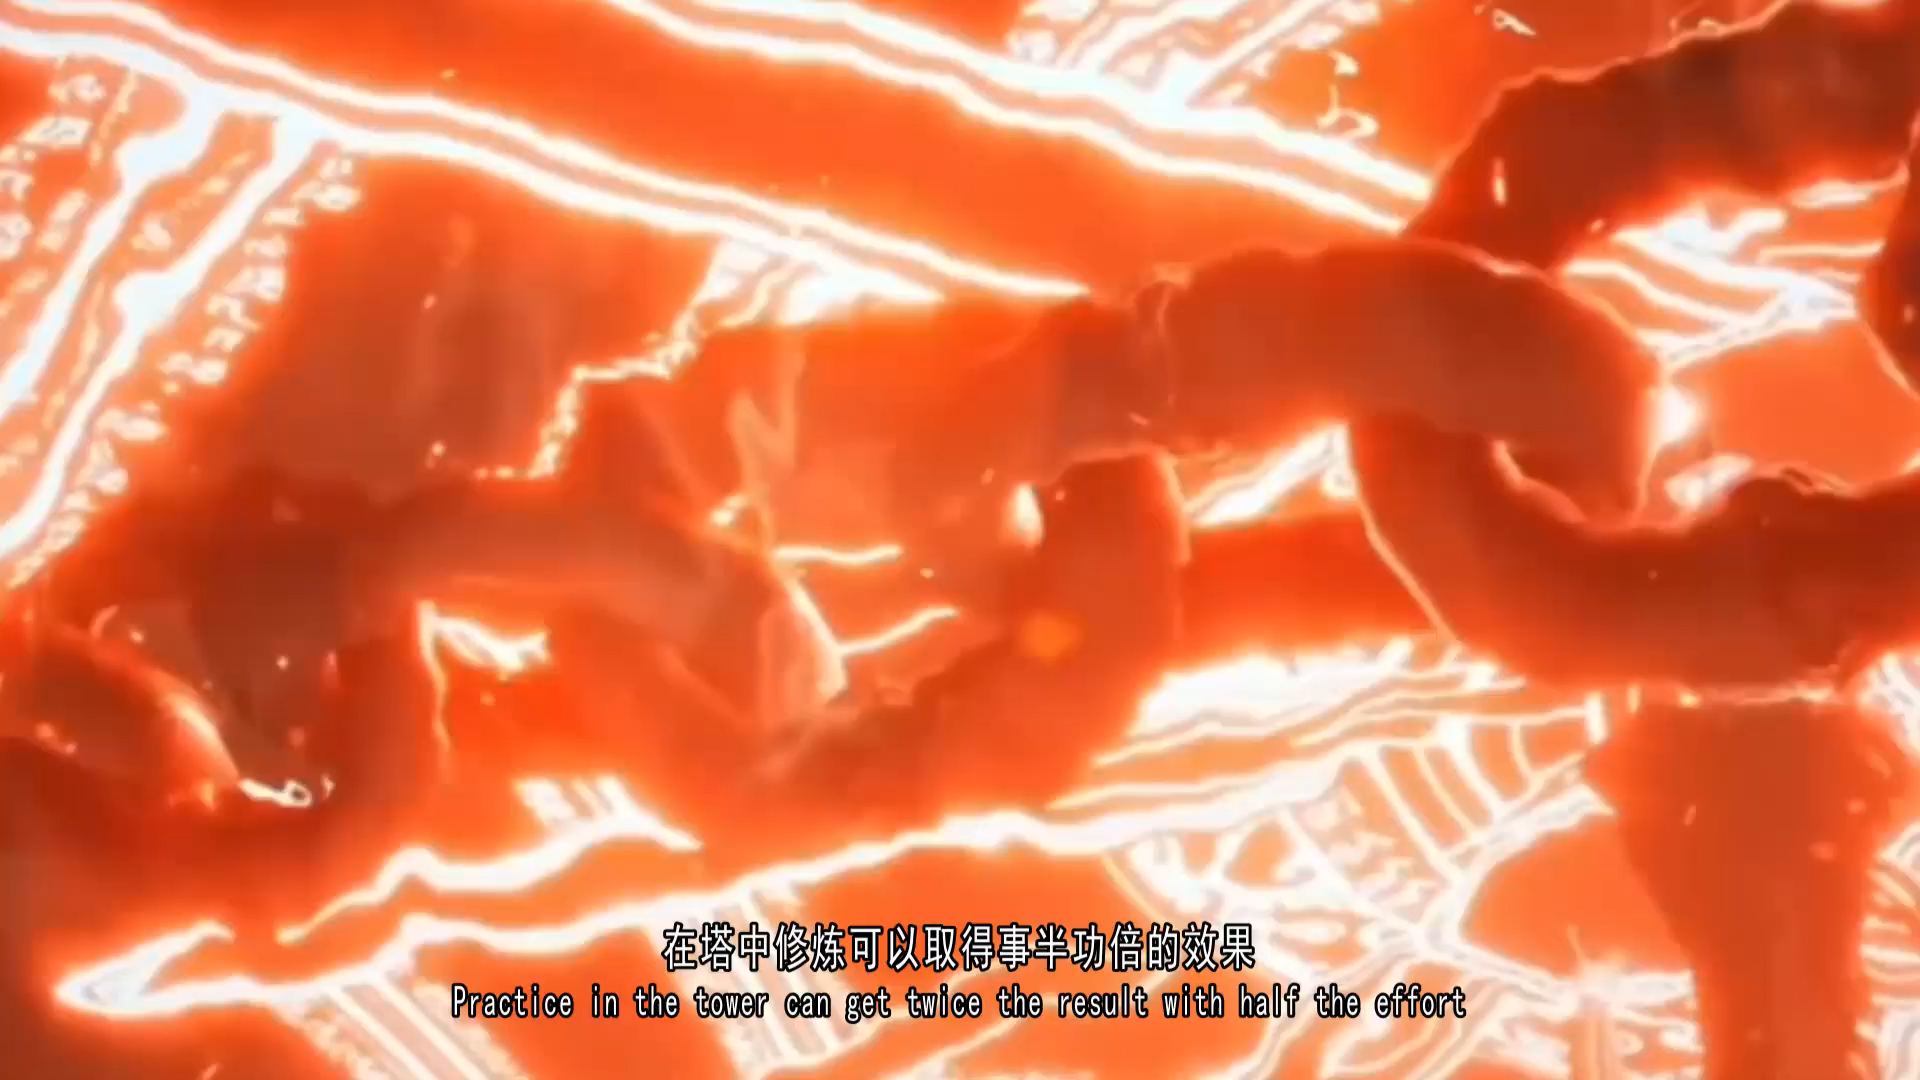 在塔中修炼可以取得事半功倍的效果
Practice in the tower can get twice the result with half the effort